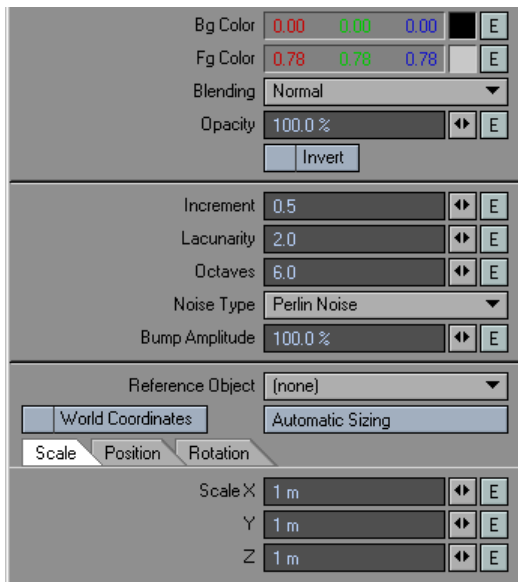 Bg Color 0.00 0.00 0.00 E
Fg Color 0.78 0.78 0.78 E
Blending Normal
Opacity 100.0 % E
Invert
Increment 0.5 E
Lacunarity 2.0 E
Octaves 6.0 E
Noise Type Perlin Noise
Bump Amplitude 100.0 % E
Reference Object (none)
World Coordinates Automatic Sizing
Scale Position Rotation
Scale X 1 m E
Y 1 m E
Z 1 m E